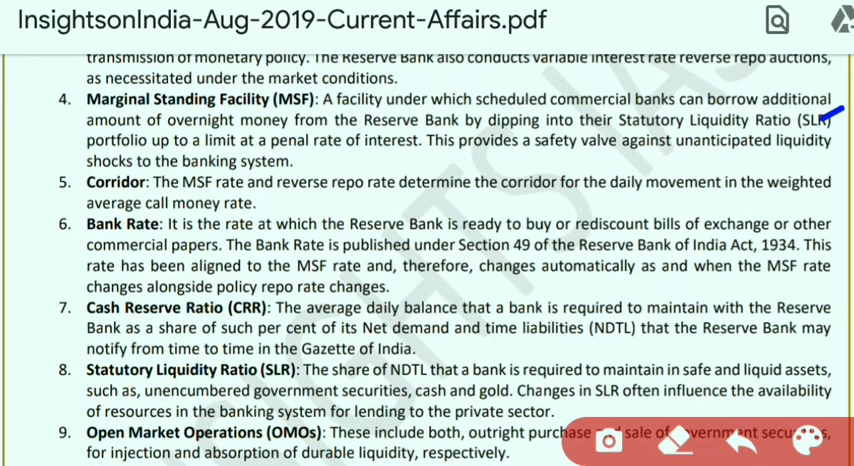 InsightsonIndia-Aug-2019-Current-Affairs.pdf
transmission of monetary policy. The Reserve Bank also conducts variable interest rate reverse repo auctions,
as necessitated under the market conditions.
4. Marginal Standing Facility (MSF): A facility under which scheduled commercial banks can borrow additional
amount of overnight money from the Reserve Bank by dipping into their Statutory Liquidity Ratio (SLR)
portfolio up to a limit at a penal rate of interest. This provides a safety valve against unanticipated liquidity
shocks to the banking system.
5. Corridor: The MSF rate and reverse repo rate determine the corridor for the daily movement in the weighted
average call money rate.
6. Bank Rate: It is the rate at which the Reserve Bank is ready to buy or rediscount bills of exchange or other
commercial papers. The Bank Rate is published under Section 49 of the Reserve Bank of India Act, 1934. This
rate has been aligned to the MSF rate and, therefore, changes automatically as and when the MSF rate
changes alongside policy repo rate changes.
7. Cash Reserve Ratio (CRR): The average daily balance that a bank is required to maintain with the Reserve
Bank as a share of such per cent of its Net demand and time liabilities (NDTL) that the Reserve Bank may
notify from time to time in the Gazette of India.
8. Statutory Liquidity Ratio (SLR): The share of NDTL that a bank is required to maintain in safe and liquid assets,
such as, unencumbered government securities, cash and gold. Changes in SLR often influence the availability
of resources in the banking system for lending to the private sector.
9. Open Market Operations (OMOs): These include both, outright purchase sale of
for injection and absorption of durable liquidity, respectively.